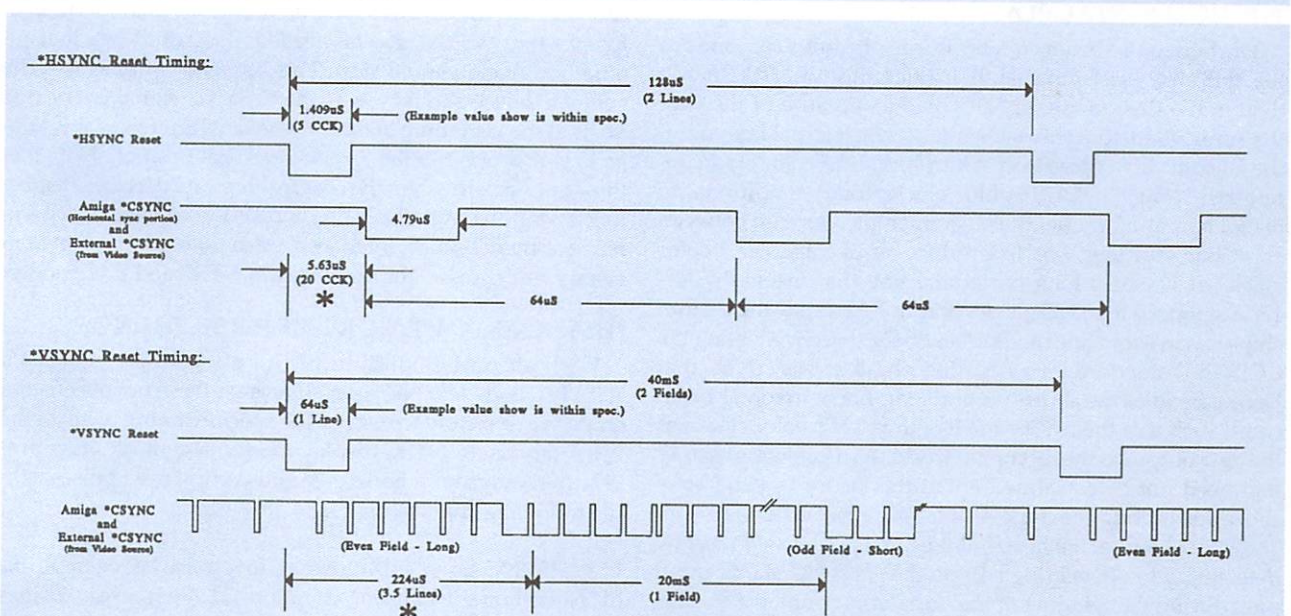 *HSYNC Reset Timing:
128uS
(2 Lines)
1.409uS
(5 CCK)
(Example value show is within spec.)
*HSYNC Reset
Amiga *CSYNC
(Horizontal sync portion)
and
External *CSYNC
(from Video Source)
4.79uS
5.63uS
(20 CCK)
*
64uS
64uS
*VSYNC Reset Timing:
40mS
(2 Fields)
64uS
(1 Line)
(Example value show is within spec.)
*VSYNC Reset
Amiga *CSYNC
and
External *CSYNC
(from Video Source)
(Even Field - Long)
(Odd Field - Short)
(Even Field - Long)
224uS
(3.5 Lines)
*
20mS
(1 Field)